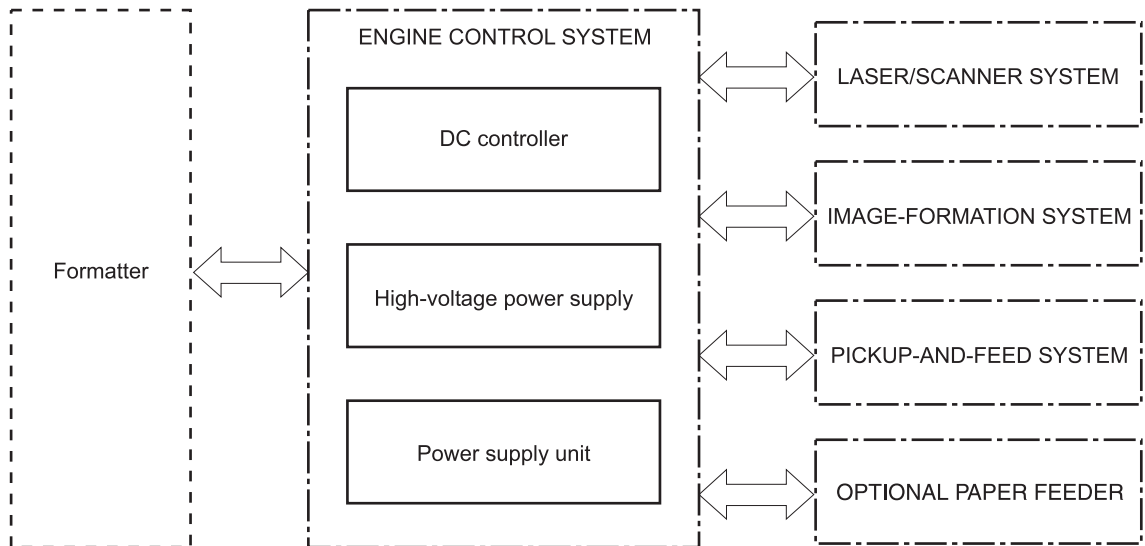 ENGINE CONTROL SYSTEM
DC controller
High-voltage power supply
Power supply unit
Formatter
LASER/SCANNER SYSTEM
IMAGE-FORMATION SYSTEM
PICKUP-AND-FEED SYSTEM
OPTIONAL PAPER FEEDER